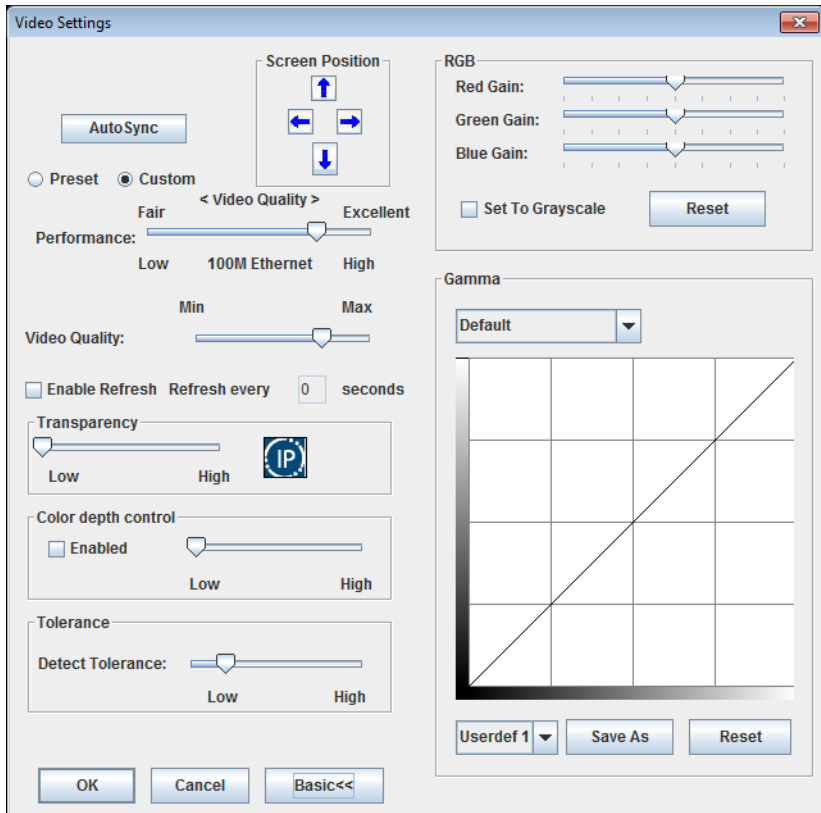 Video Settings
Screen Position
AutoSync
Preset
Custom
< Video Quality >
Fair
Excellent
Performance:
Low
100M Ethernet
High
Min
Max
Video Quality:
Enable Refresh
Refresh every
0
seconds
Transparency
IP
Low
High
Color depth control
Enabled
Low
High
Tolerance
Detect Tolerance:
Low
High
OK
Cancel
Basic<<
RGB
Red Gain:
Green Gain:
Blue Gain:
Set To Grayscale
Reset
Gamma
Default
Userdef 1
Save As
Reset